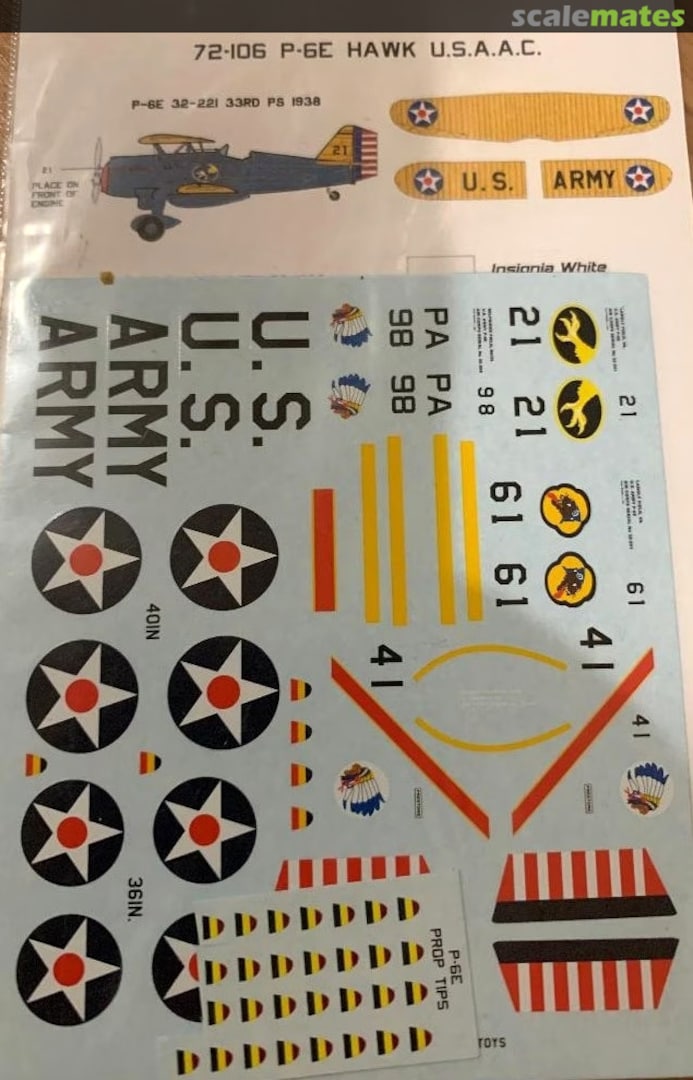 scalemates
72-106 P-6E HAWK U.S.A.A.C.
P-6E 32-221 33RD PS 1938
21
21
PLACE ON
FRONT OF
ENGINE
U.S. ARMY
Insignia White
U.S.
U.S.
ARMY
ARMY
PA
98
PA
98
98
21
21
21
61
61
61
41
41
41
40IN
36IN.
P-6E
PROP TIPS
TOYS